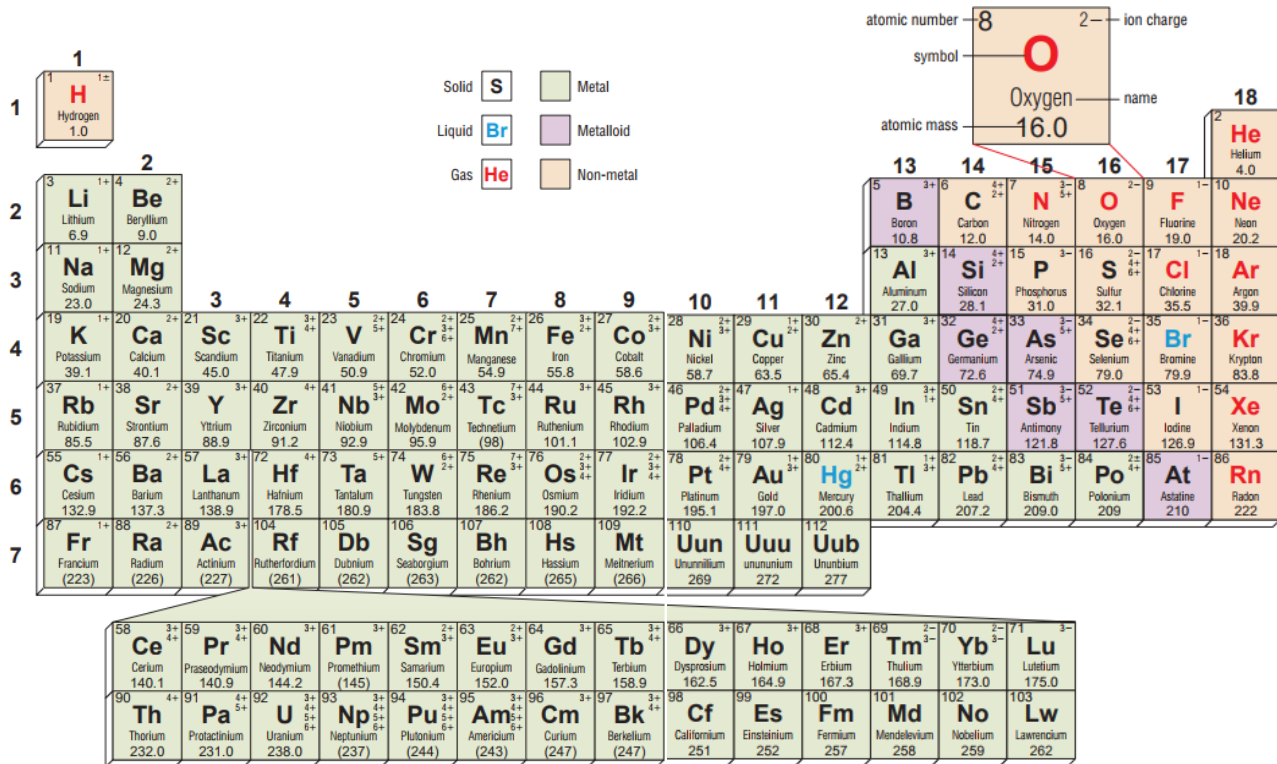 atomic number 8 2– ion charge
symbol O
Oxygen name
atomic mass 16.0
Solid S Metal
Liquid Br Metalloid
Gas He Non-metal
1 18
1 1± 2
1 H He
Hydrogen Helium
1.0 4.0
2 13 14 15 16 17
3 1+ 4 2+ 5 3+ 6 4+ 2+ 7 3– 5+ 8 2– 9 1– 10
2 Li Be B C N O F Ne
Lithium Beryllium Boron Carbon Nitrogen Oxygen Fluorine Neon
6.9 9.0 10.8 12.0 14.0 16.0 19.0 20.2
11 1+ 12 2+ 13 3+ 14 4+ 2+ 15 3– 16 2– 4+ 6+ 17 1– 18
3 Na Mg Al Si P S Cl Ar
Sodium Magnesium Aluminum Silicon Phosphorus Sulfur Chlorine Argon
23.0 24.3 27.0 28.1 31.0 32.1 35.5 39.9
3 4 5 6 7 8 9 10 11 12
19 1+ 20 2+ 21 3+ 22 3+ 4+ 23 2+ 5+ 24 2+ 3+ 6+ 25 2+ 7+ 26 3+ 2+ 27 2+ 3+ 28 2+ 3+ 29 1+ 2+ 30 2+ 31 3+ 32 4+ 2+ 33 3– 5+ 34 2– 4+ 6+ 35 1– 36
4 K Ca Sc Ti V Cr Mn Fe Co Ni Cu Zn Ga Ge As Se Br Kr
Potassium Calcium Scandium Titanium Vanadium Chromium Manganese Iron Cobalt Nickel Copper Zinc Gallium Germanium Arsenic Selenium Bromine Krypton
39.1 40.1 45.0 47.9 50.9 52.0 54.9 55.8 58.6 58.7 63.5 65.4 69.7 72.6 74.9 79.0 79.9 83.8
37 1+ 38 2+ 39 3+ 40 4+ 41 5+ 3+ 42 6+ 2+ 43 7+ 3+ 44 3+ 45 3+ 46 2+ 3+ 4+ 47 1+ 48 3+ 49 3+ 1+ 50 2+ 4+ 51 3– 5+ 52 2– 4+ 6+ 53 1– 54
5 Rb Sr Y Zr Nb Mo Tc Ru Rh Pd Ag Cd In Sn Sb Te I Xe
Rubidium Strontium Yttrium Zirconium Niobium Molybdenum Technetium Ruthenium Rhodium Palladium Silver Cadmium Indium Tin Antimony Tellurium Iodine Xenon
85.5 87.6 88.9 91.2 92.9 95.9 (98) 101.1 102.9 106.4 107.9 112.4 114.8 118.7 121.8 127.6 126.9 131.3
55 1+ 56 2+ 57 3+ 72 4+ 73 5+ 74 6+ 2+ 75 7+ 3+ 76 2+ 3+ 4+ 77 2+ 3+ 4+ 78 2+ 4+ 79 1+ 3+ 80 1+ 2+ 81 1+ 3+ 82 2+ 4+ 83 3– 5+ 84 2± 4+ 85 1– 86
6 Cs Ba La Hf Ta W Re Os Ir Pt Au Hg Tl Pb Bi Po At Rn
Cesium Barium Lanthanum Hafnium Tantalum Tungsten Rhenium Osmium Iridium Platinum Gold Mercury Thallium Lead Bismuth Polonium Astatine Radon
132.9 137.3 138.9 178.5 180.9 183.8 186.2 190.2 192.2 195.1 197.0 200.6 204.4 207.2 209.0 209 210 222
87 1+ 88 2+ 89 3+ 104 105 106 107 108 109 110 111 112
7 Fr Ra Ac Rf Db Sg Bh Hs Mt Uun Uuu Uub
Francium Radium Actinium Rutherfordium Dubnium Seaborgium Bohrium Hassium Meitnerium Ununnillium unununium Ununbium
(223) (226) (227) (261) (262) (263) (262) (265) (266) 269 272 277
58 3+ 4+ 59 3+ 4+ 60 3+ 61 3+ 62 2+ 3+ 63 2+ 3+ 64 3+ 65 3+ 4+ 66 3+ 67 3+ 68 3+ 69 2– 3– 70 2– 3– 71 3–
Ce Pr Nd Pm Sm Eu Gd Tb Dy Ho Er Tm Yb Lu
Cerium Praseodymium Neodymium Promethium Samarium Europium Gadolinium Terbium Dysprosium Holmium Erbium Thulium Ytterbium Lutetium
140.1 140.9 144.2 (145) 150.4 152.0 157.3 158.9 162.5 164.9 167.3 168.9 173.0 175.0
90 4+ 91 4+ 5+ 92 3+ 4+ 5+ 6+ 93 3+ 4+ 5+ 6+ 94 3+ 4+ 5+ 6+ 95 3+ 4+ 5+ 6+ 96 3+ 97 3+ 4+ 98 99 100 101 102 103
Th Pa U Np Pu Am Cm Bk Cf Es Fm Md No Lw
Thorium Protactinium Uranium Neptunium Plutonium Americium Curium Berkelium Californium Einsteinium Fermium Mendelevium Nobelium Lawrencium
232.0 231.0 238.0 (237) (244) (243) (247) (247) 251 252 257 258 259 262